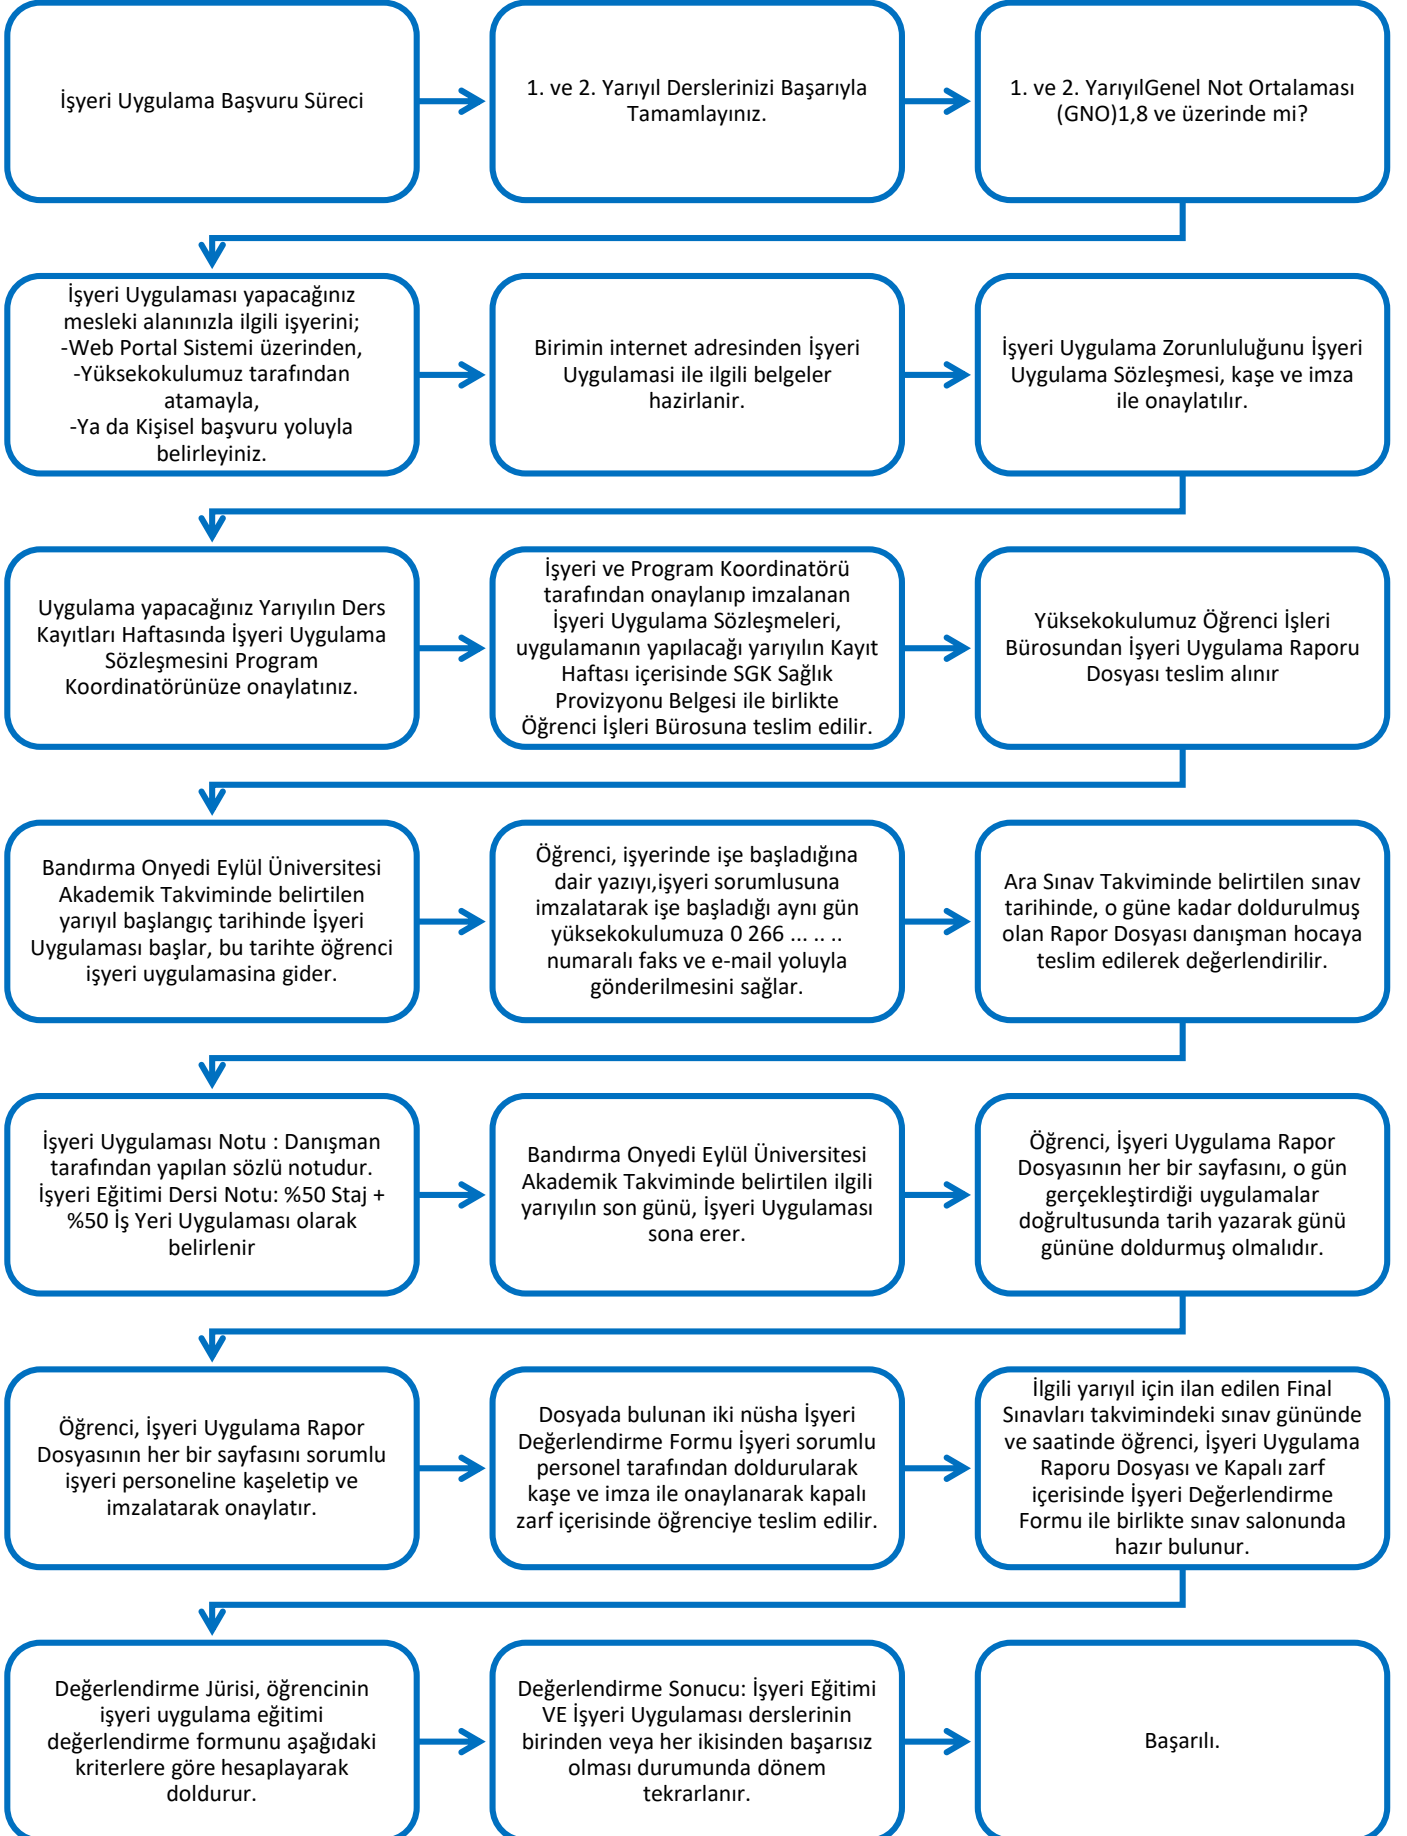 İşyeri Uygulama Başvuru Süreci
1. ve 2. Yarıyıl Derslerinizi Başarıyla
Tamamlayınız.
1. ve 2. YarıyılGenel Not Ortalaması
(GNO)1,8 ve üzerinde mi?
İşyeri Uygulaması yapacağınız
mesleki alanınızla ilgili işyerini;
-Web Portal Sistemi üzerinden,
-Yüksekokulumuz tarafından
atamayla,
-Ya da Kişisel başvuru yoluyla
belirleyiniz.
Birimin internet adresinden İşyeri
Uygulamasi ile ilgili belgeler
hazirlanir.
İşyeri Uygulama Zorunluluğunu İşyeri
Uygulama Sözleşmesi, kaşe ve imza
ile onaylatılır.
Uygulama yapacağınız Yarıyılın Ders
Kayıtları Haftasında İşyeri Uygulama
Sözleşmesini Program
Koordinatörünüze onaylatınız.
İşyeri ve Program Koordinatörü
tarafından onaylanıp imzalanan
İşyeri Uygulama Sözleşmeleri,
uygulamanın yapılacağı yarıyılın Kayıt
Haftası içerisinde SGK Sağlık
Provizyonu Belgesi ile birlikte
Öğrenci İşleri Bürosuna teslim edilir.
Yüksekokulumuz Öğrenci İşleri
Bürosundan İşyeri Uygulama Raporu
Dosyası teslim alınır
Bandırma Onyedi Eylül Üniversitesi
Akademik Takviminde belirtilen
yarıyıl başlangıç tarihinde İşyeri
Uygulaması başlar, bu tarihte öğrenci
işyeri uygulamasina gider.
Öğrenci, işyerinde işe başladığına
dair yazıyı,işyeri sorumlusuna
imzalatarak işe başladığı aynı gün
yüksekokulumuza 0 266 ... .. ..
numaralı faks ve e-mail yoluyla
gönderilmesini sağlar.
Ara Sınav Takviminde belirtilen sınav
tarihinde, o güne kadar doldurulmuş
olan Rapor Dosyası danışman hocaya
teslim edilerek değerlendirilir.
İşyeri Uygulaması Notu : Danışman
tarafından yapılan sözlü notudur.
İşyeri Eğitimi Dersi Notu: %50 Staj +
%50 İş Yeri Uygulaması olarak
belirlenir
Bandırma Onyedi Eylül Üniversitesi
Akademik Takviminde belirtilen ilgili
yarıyılın son günü, İşyeri Uygulaması
sona erer.
Öğrenci, İşyeri Uygulama Rapor
Dosyasının her bir sayfasını, o gün
gerçekleştirdiği uygulamalar
doğrultusunda tarih yazarak günü
gününe doldurmuş olmalıdır.
Öğrenci, İşyeri Uygulama Rapor
Dosyasının her bir sayfasını sorumlu
işyeri personeline kaşeletip ve
imzalatarak onaylatır.
Dosyada bulunan iki nüsha İşyeri
Değerlendirme Formu İşyeri sorumlu
personel tarafından doldurularak
kaşe ve imza ile onaylanarak kapalı
zarf içerisinde öğrenciye teslim edilir.
İlgili yarıyıl için ilan edilen Final
Sınavları takvimindeki sınav gününde
ve saatinde öğrenci, İşyeri Uygulama
Raporu Dosyası ve Kapalı zarf
içerisinde İşyeri Değerlendirme
Formu ile birlikte sınav salonunda
hazır bulunur.
Değerlendirme Jürisi, öğrencinin
işyeri uygulama eğitimi
değerlendirme formunu aşağıdaki
kriterlere göre hesaplayarak
doldurur.
Değerlendirme Sonucu: İşyeri Eğitimi
VE İşyeri Uygulaması derslerinin
birinden veya her ikisinden başarısız
olması durumunda dönem
tekrarlanır.
Başarılı.